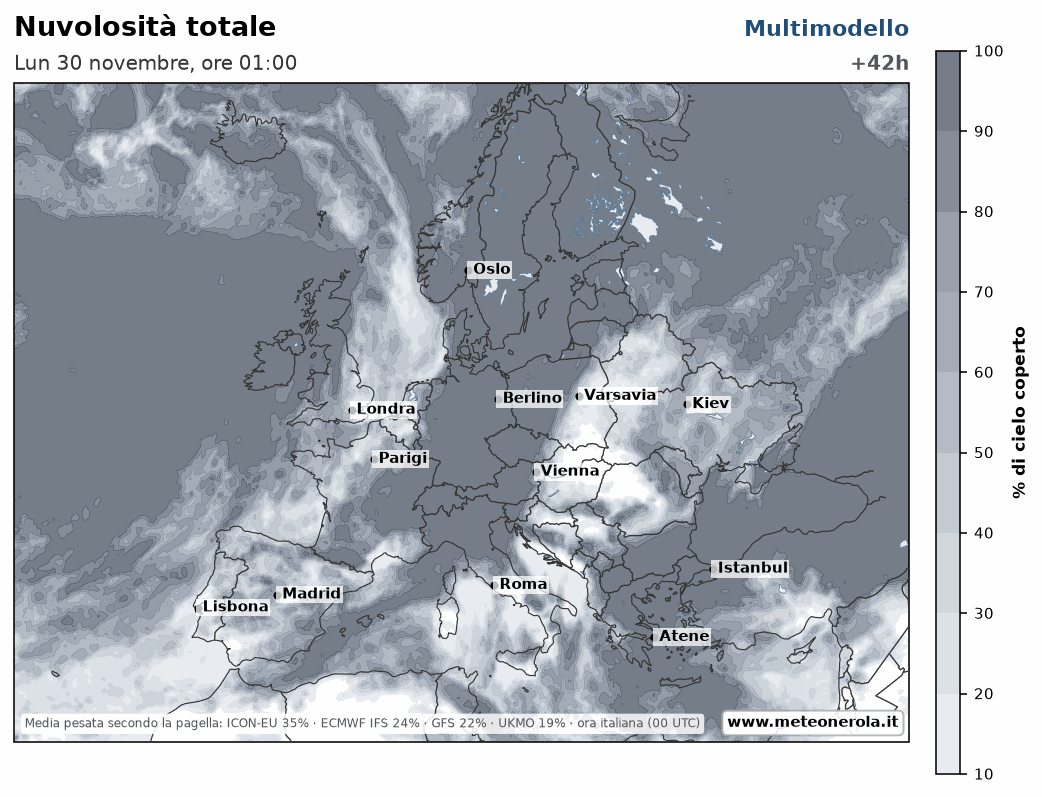 Nuvolosità totale
Multimodello
Lun 30 novembre, ore 01:00
+42h
100
90
80
70
60
50
40
30
20
10
% di cielo coperto
Oslo
Berlino
Varsavia
Kiev
Londra
Parigi
Vienna
Istanbul
Roma
Madrid
Lisbona
Atene
Media pesata secondo la pagella: ICON-EU 35% · ECMWF IFS 24% · GFS 22% · UKMO 19% · ora italiana (00 UTC)
www.meteonerola.it